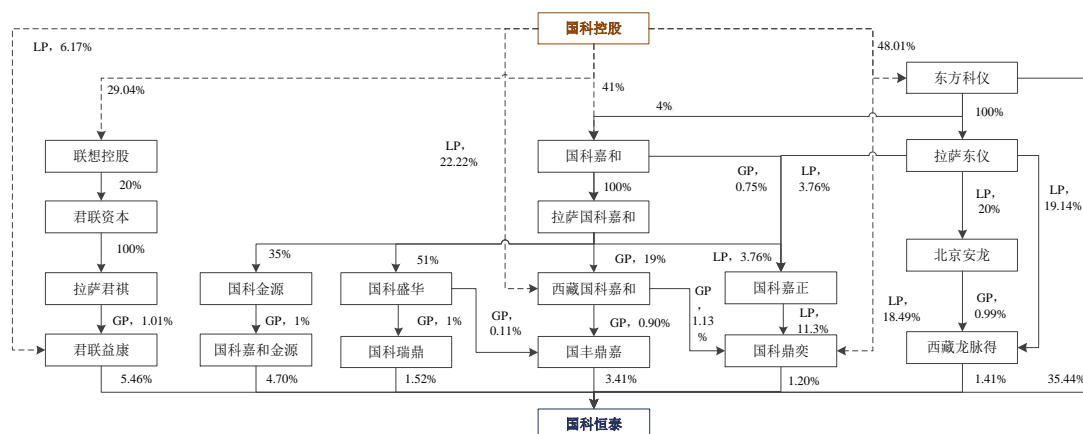 国科控股
LP，6.17%
48.01%
东方科仪
29.04%
41%
4%
100%
联想控股
LP，
22.22%
国科嘉和
GP，
0.75%
LP，
3.76%
拉萨东仪
20%
100%
LP，
20%
LP，
19.14%
君联资本
拉萨国科嘉和
100%
35%
51%
GP，19%
LP，3.76%
北京安龙
拉萨君祺
国科金源
国科盛华
西藏国科嘉和
国科嘉正
GP
，
1.13
%
GP，1.01%
GP，1%
GP，1%
GP，
0.11%
GP，0.90%
LP，
11.3%
LP，
18.49%
GP，
0.99%
君联益康
国科嘉和金源
国科瑞鼎
国丰鼎嘉
国科鼎奕
西藏龙脉得
5.46%
4.70%
1.52%
3.41%
1.20%
1.41%
35.44%
国科恒泰